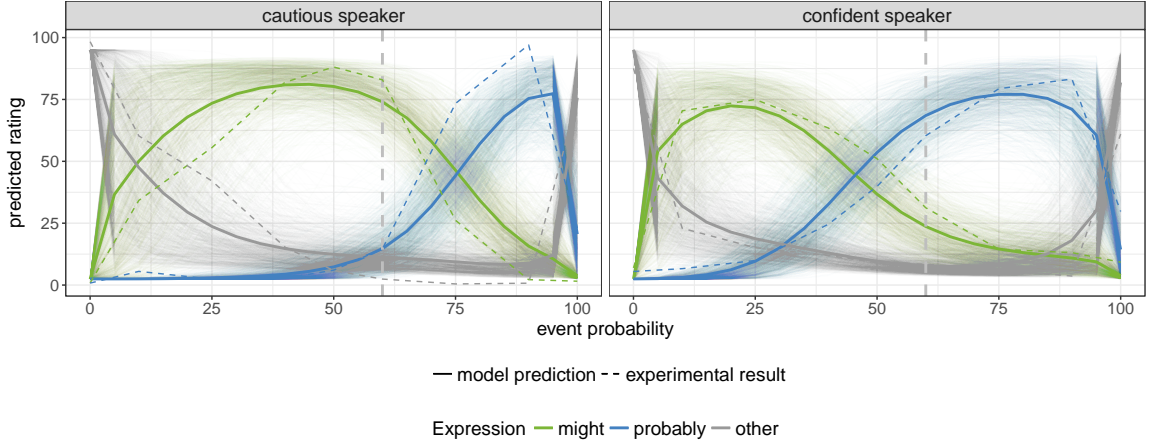 cautious speaker
confident speaker
predicted rating
100
75
50
25
0
0 25 50 75 100
0 25 50 75 100
event probability
model prediction experimental result
Expression might probably other